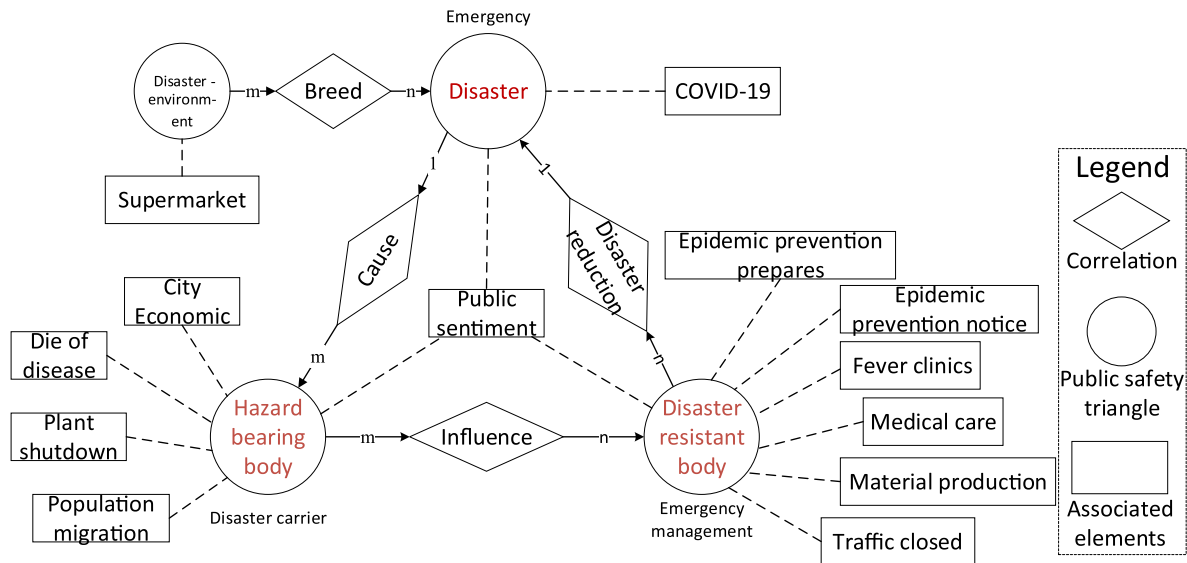 Emergency
Disaster -
environm-
ent
m
Breed
n
Disaster
COVID-19
Supermarket
1
1
Cause
Disaster
reduction
Epidemic prevention
prepares
City
Economic
Public
sentiment
Epidemic
prevention notice
Die of
disease
m
n
Fever clinics
Plant
shutdown
Hazard
bearing
body
m
Influence
n
Disaster
resistant
body
Medical care
Material production
Population
migration
Disaster carrier
Emergency
management
Traffic closed
Legend
Correlation
Public safety
triangle
Associated
elements